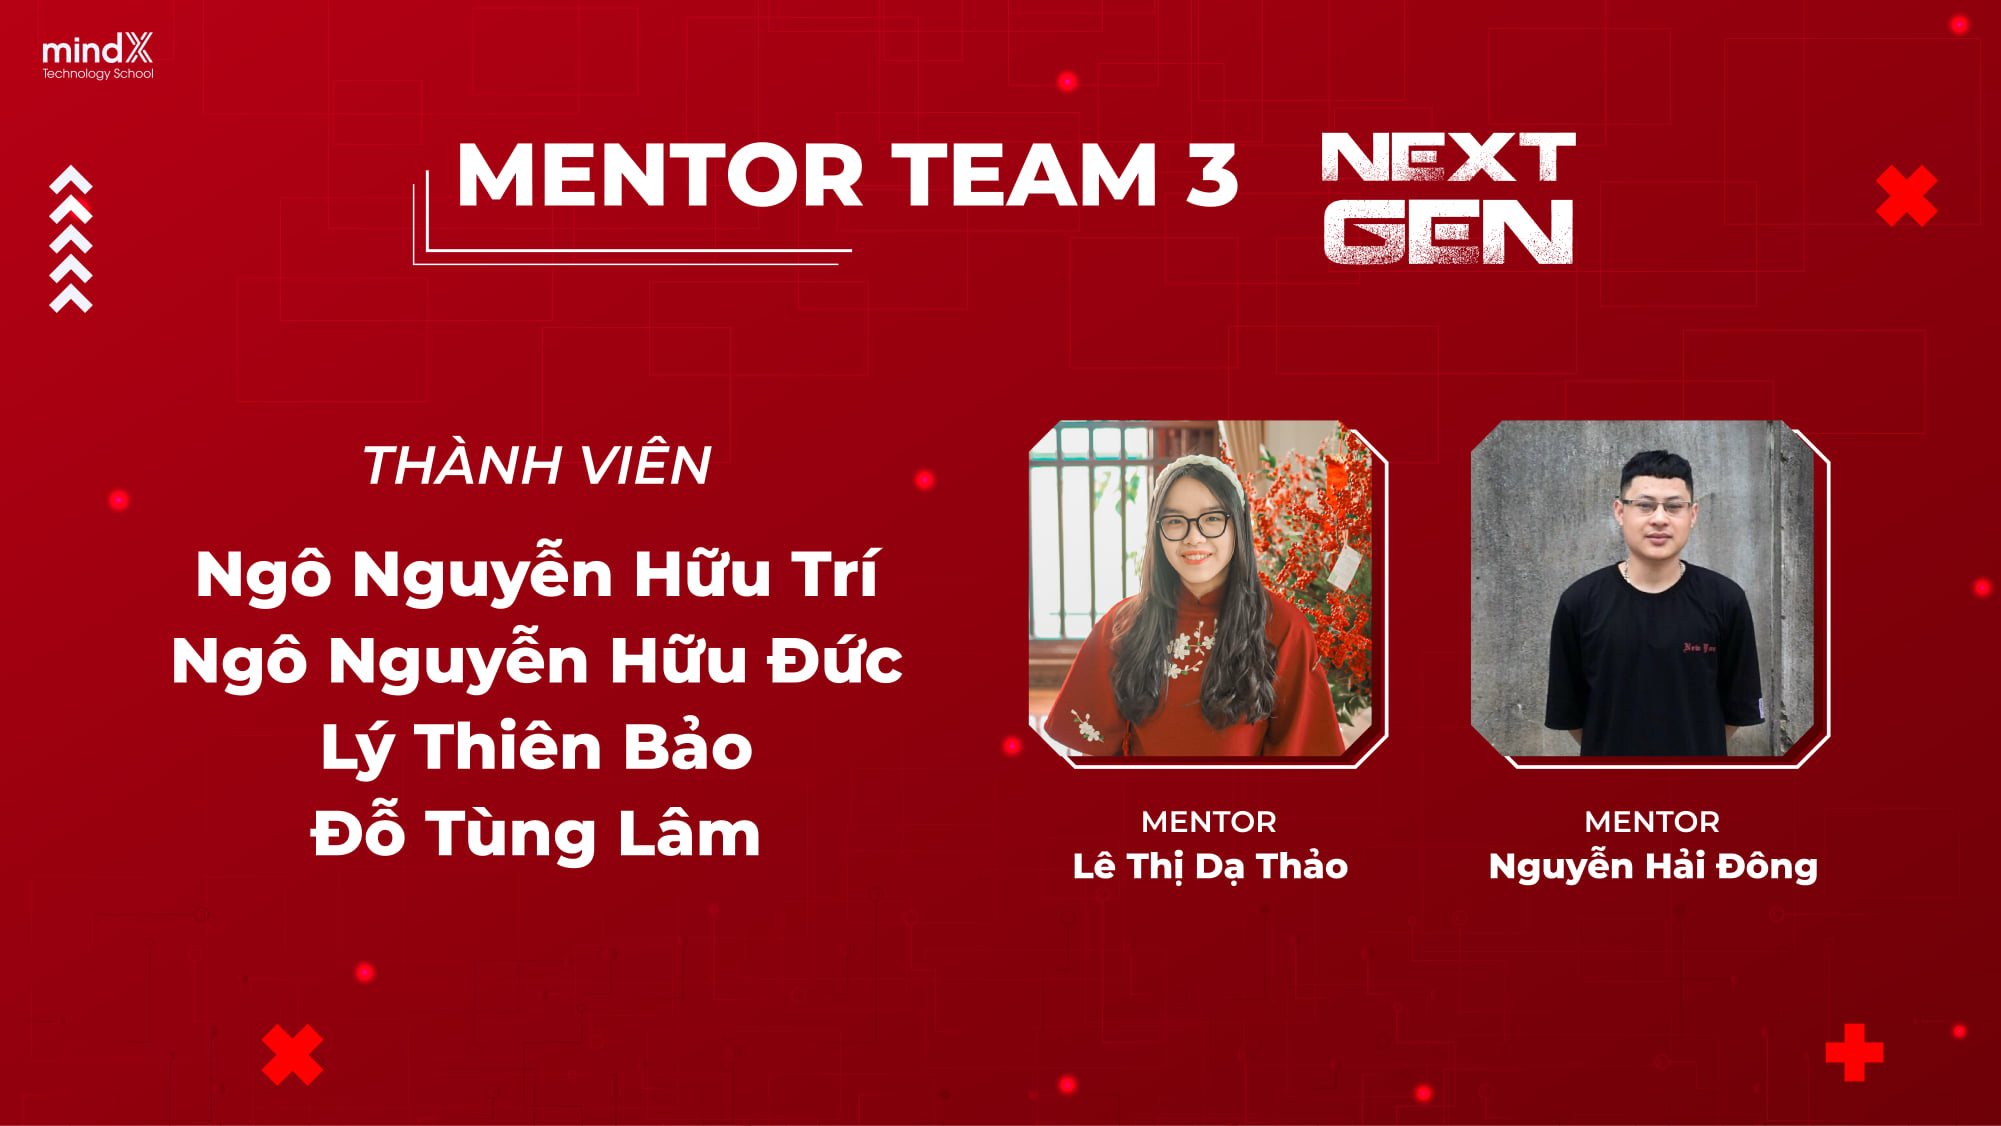 mindX
Technology School
MENTOR TEAM 3
NEXT
GEN
THÀNH VIÊN
Ngô Nguyễn Hữu Trí
Ngô Nguyễn Hữu Đức
Lý Thiên Bảo
Đỗ Tùng Lâm
MENTOR
Lê Thị Dạ Thảo
MENTOR
Nguyễn Hải Đông